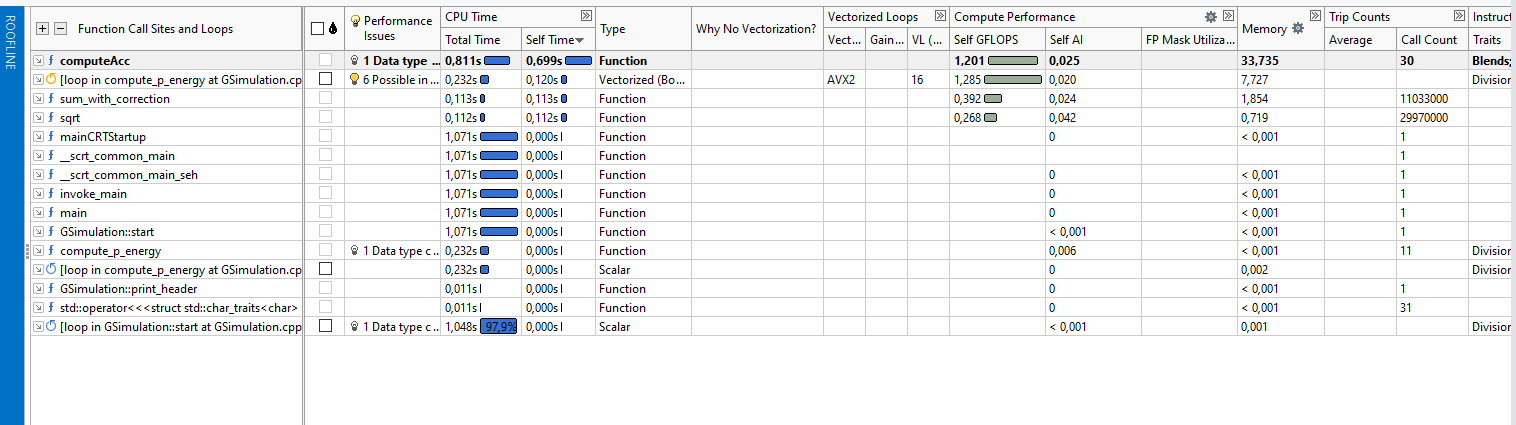 ROOFLINE
Function Call Sites and Loops
Performance Issues
CPU Time
Type
Why No Vectorization?
Vectorized Loops
Compute Performance
Memory
Trip Counts
Instruct
Total Time Self Time
Vect... Gain... VL (...
Self GFLOPS Self AI FP Mask Utiliza...
Average Call Count
Traits
computeAcc 1 Data type ... 0,811s 0,699s Function 1,201 0,025 33,735 30 Blends;
[loop in compute_p_energy at GSimulation.cp 6 Possible in ... 0,232s 0,120s Vectorized (Bo... AVX2 16 1,285 0,020 7,727 Division
sum_with_correction 0,113s 0,113s Function 0,392 0,024 1,854 11033000
sqrt 0,112s 0,112s Function 0,268 0,042 0,719 29970000
mainCRTStartup 1,071s 0,000s Function 0 < 0,001 1
__scrt_common_main 1,071s 0,000s Function 1
__scrt_common_main_seh 1,071s 0,000s Function 0 < 0,001 1
invoke_main 1,071s 0,000s Function 0 < 0,001 1
main 1,071s 0,000s Function 0 < 0,001 1
GSimulation::start 1,071s 0,000s Function < 0,001 < 0,001 1
compute_p_energy 1 Data type c... 0,232s 0,000s Function 0,006 < 0,001 11 Division
[loop in compute_p_energy at GSimulation.cp 0,232s 0,000s Scalar 0 0,002 Division
GSimulation::print_header 0,011s 0,000s Function 0 < 0,001 1
std::operator<<<struct std::char_traits<char> 0,011s 0,000s Function 0 < 0,001 31
[loop in GSimulation::start at GSimulation.cpp 1 Data type c... 1,048s 97,9% 0,000s Scalar < 0,001 0,001 Division